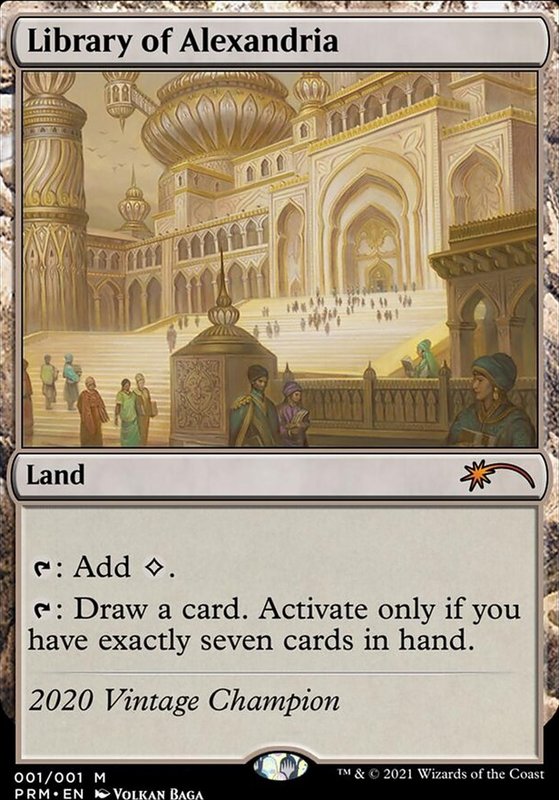 Library of Alexandria
Land
: Add .
: Draw a card. Activate only if you
have exactly seven cards in hand.
2020 Vintage Champion
001/001 M
™ & © 2021 Wizards of the Coast
PRM • EN VOLKAN BAGA